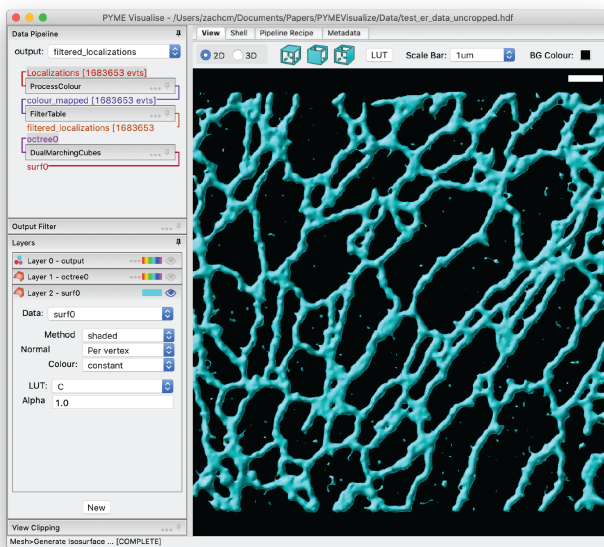 PYME Visualise - /Users/zachcm/Documents/Papers/PYMEVisualize/Data/test_er_data_uncropped.hdf
Data Pipeline
output: filtered_localizations
Localizations [1683653 evts]
ProcessColour ...
colour_mapped [1683653 evts]
FilterTable ...
filtered_localizations [1683653
octree0
DualMarchingCubes ...
surf0
Output Filter ...
Layers
Layer 0 - output ...
Layer 1 - octree0 ...
Layer 2 - surf0
Data: surf0
Method shaded
Normal Per vertex
Colour: constant
LUT: C
Alpha 1.0
New
View Clipping ...
Mesh>Generate Isosurface ... [COMPLETE]
View Shell Pipeline Recipe Metadata
2D 3D LUT Scale Bar: 1um BG Colour: